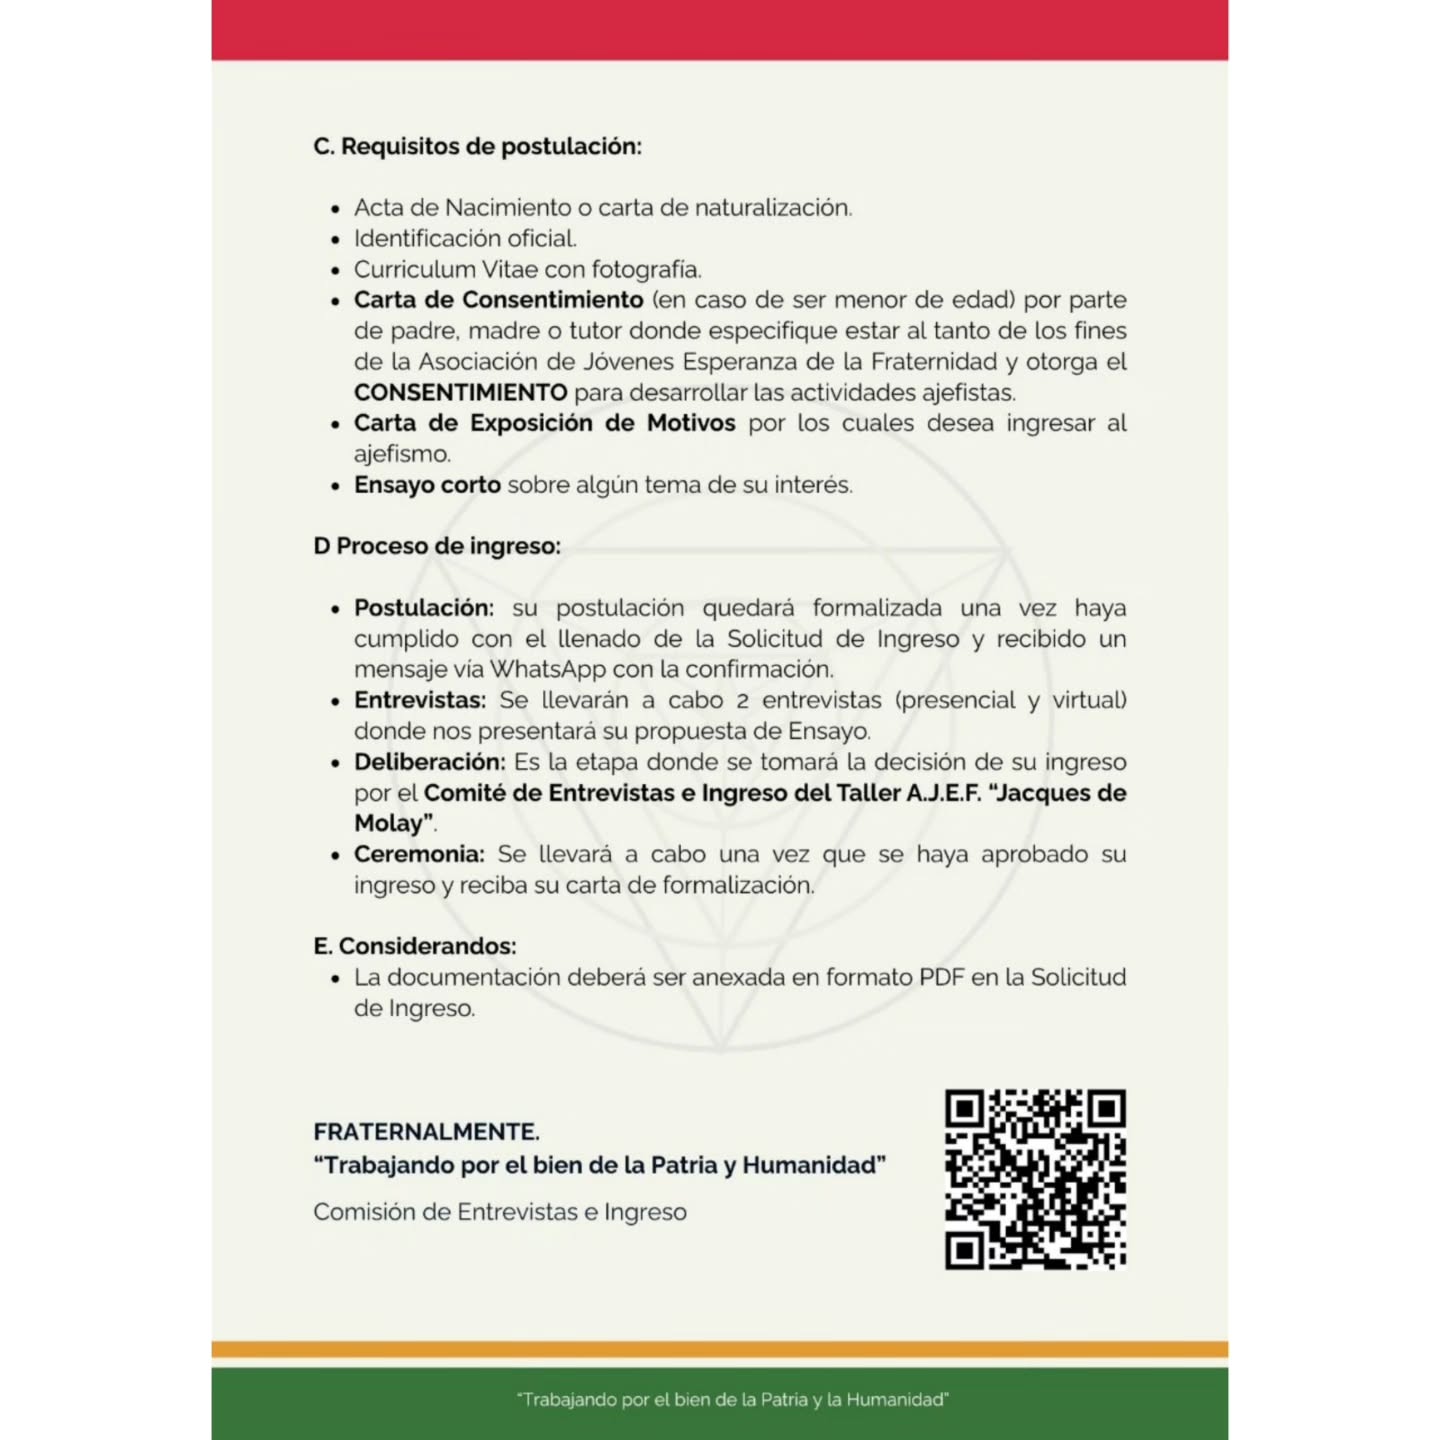 C. Requisitos de postulación:
• Acta de Nacimiento o carta de naturalización.
• Identificación oficial.
• Curriculum Vitae con fotografía.
• Carta de Consentimiento (en caso de ser menor de edad) por parte
de padre, madre o tutor donde especifique estar al tanto de los fines
de la Asociación de Jóvenes Esperanza de la Fraternidad y otorga el
CONSENTIMIENTO para desarrollar las actividades ajefistas.
• Carta de Exposición de Motivos por los cuales desea ingresar al
ajefismo.
• Ensayo corto sobre algún tema de su interés.
D Proceso de ingreso:
• Postulación: su postulación quedará formalizada una vez haya
cumplido con el llenado de la Solicitud de Ingreso y recibido un
mensaje vía WhatsApp con la confirmación.
• Entrevistas: Se llevarán a cabo 2 entrevistas (presencial y virtual)
donde nos presentará su propuesta de Ensayo.
• Deliberación: Es la etapa donde se tomará la decisión de su ingreso
por el Comité de Entrevistas e Ingreso del Taller A.J.E.F. “Jacques de
Molay”.
• Ceremonia: Se llevará a cabo una vez que se haya aprobado su
ingreso y reciba su carta de formalización.
E. Considerandos:
• La documentación deberá ser anexada en formato PDF en la Solicitud
de Ingreso.
FRATERNALMENTE.
“Trabajando por el bien de la Patria y Humanidad”
Comisión de Entrevistas e Ingreso
“Trabajando por el bien de la Patria y la Humanidad”